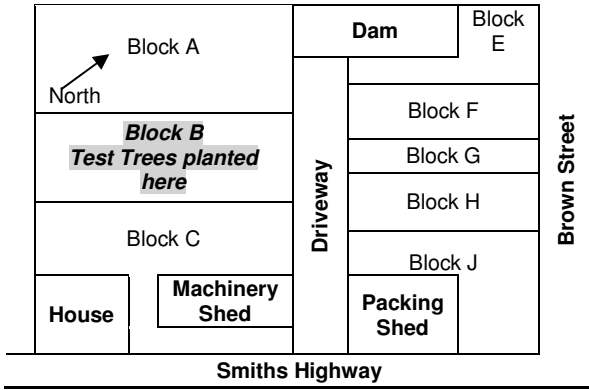 Block A
North
Block B
Test Trees planted
here
Block C
House
Machinery
Shed
Driveway
Dam
Block
E
Block F
Block G
Block H
Block J
Packing
Shed
Brown Street
Smiths Highway